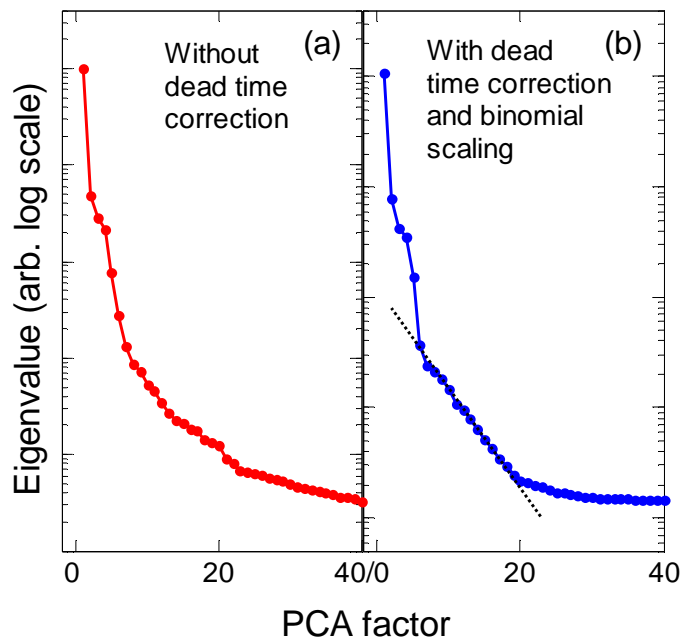 Without
dead time
correction
(a)
With dead
time correction
and binomial
scaling
(b)
Eigenvalue (arb. log scale)
0
20
40/0
20
40
PCA factor